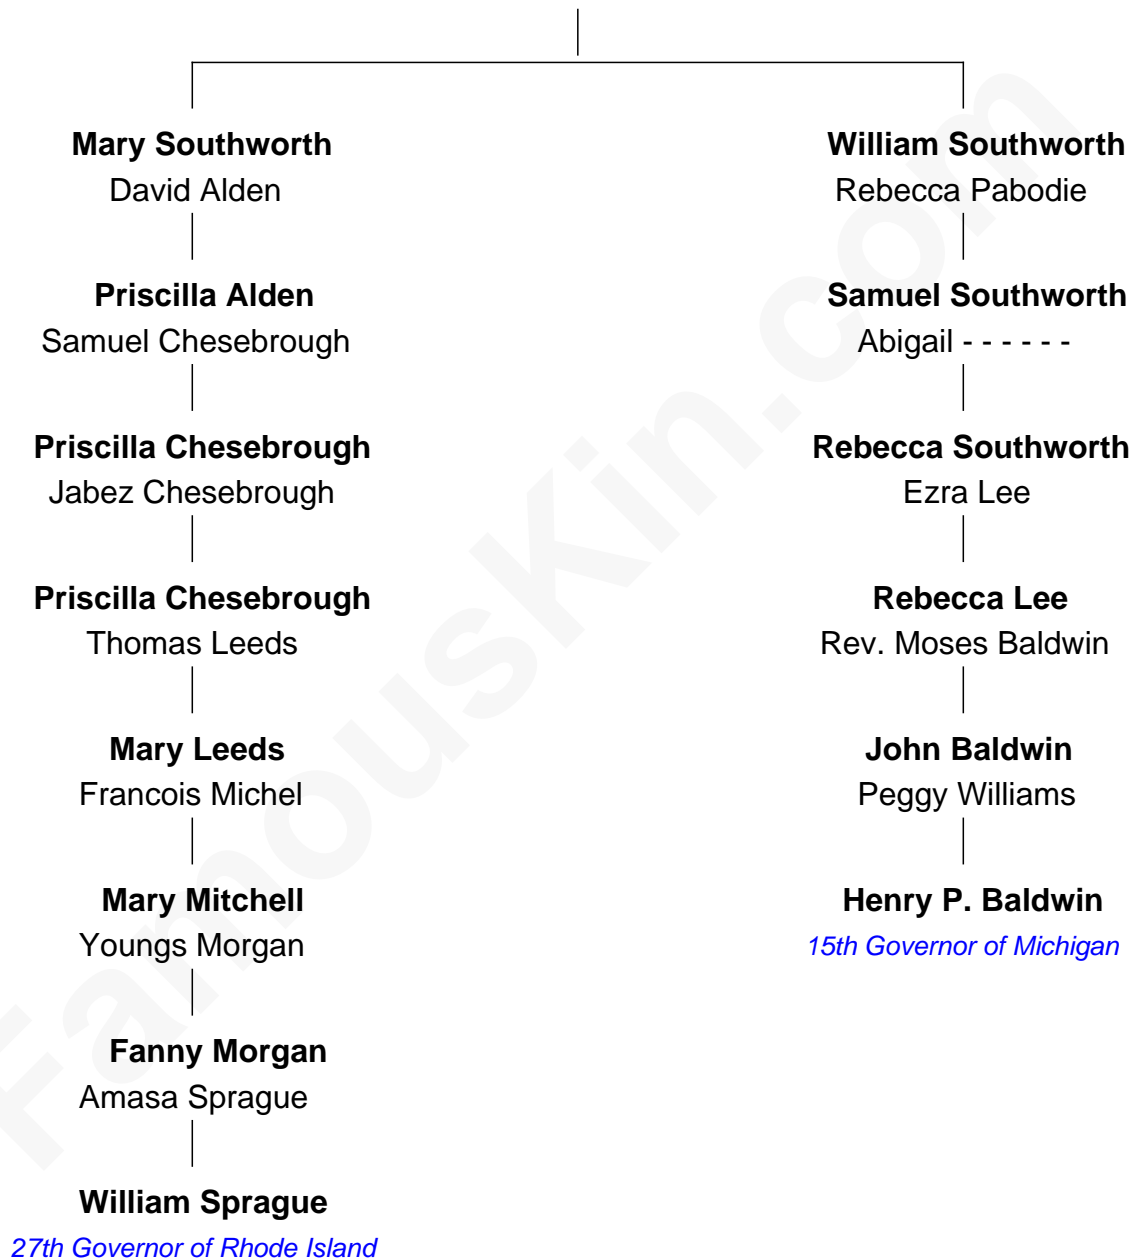 Mary Southworth
David Alden
Priscilla Alden
Samuel Chesebrough
Priscilla Chesebrough
Jabez Chesebrough
Priscilla Chesebrough
Thomas Leeds
Mary Leeds
Francois Michel
Mary Mitchell
Youngs Morgan
Fanny Morgan
Amasa Sprague
William Sprague
27th Governor of Rhode Island
William Southworth
Rebecca Pabodie
Samuel Southworth
Abigail - - - - - -
Rebecca Southworth
Ezra Lee
Rebecca Lee
Rev. Moses Baldwin
John Baldwin
Peggy Williams
Henry P. Baldwin
15th Governor of Michigan
FamousKin.com